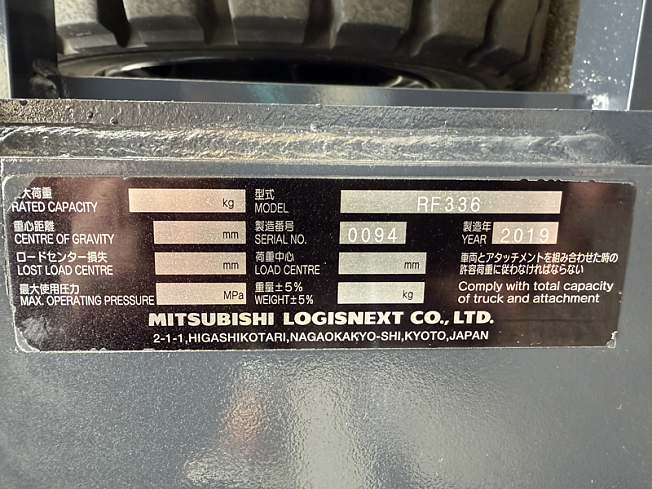 大荷重
RATED CAPACITY kg
型式
MODEL RF336
重心距離
CENTRE OF GRAVITY mm
製造番号
SERIAL NO. 0094
製造年
YEAR 2019
ロードセンター損失
LOST LOAD CENTRE mm
荷重中心
LOAD CENTRE mm
車両とアタッチメントを組み合わせた時の
許容荷重に従わなければならない
最大使用圧力
MAX. OPERATING PRESSURE MPa
重量±5%
WEIGHT±5% kg
Comply with total capacity
of truck and attachment
MITSUBISHI LOGISNEXT CO., LTD.
2-1-1,HIGASHIKOTARI,NAGAOKAKYO-SHI,KYOTO,JAPAN